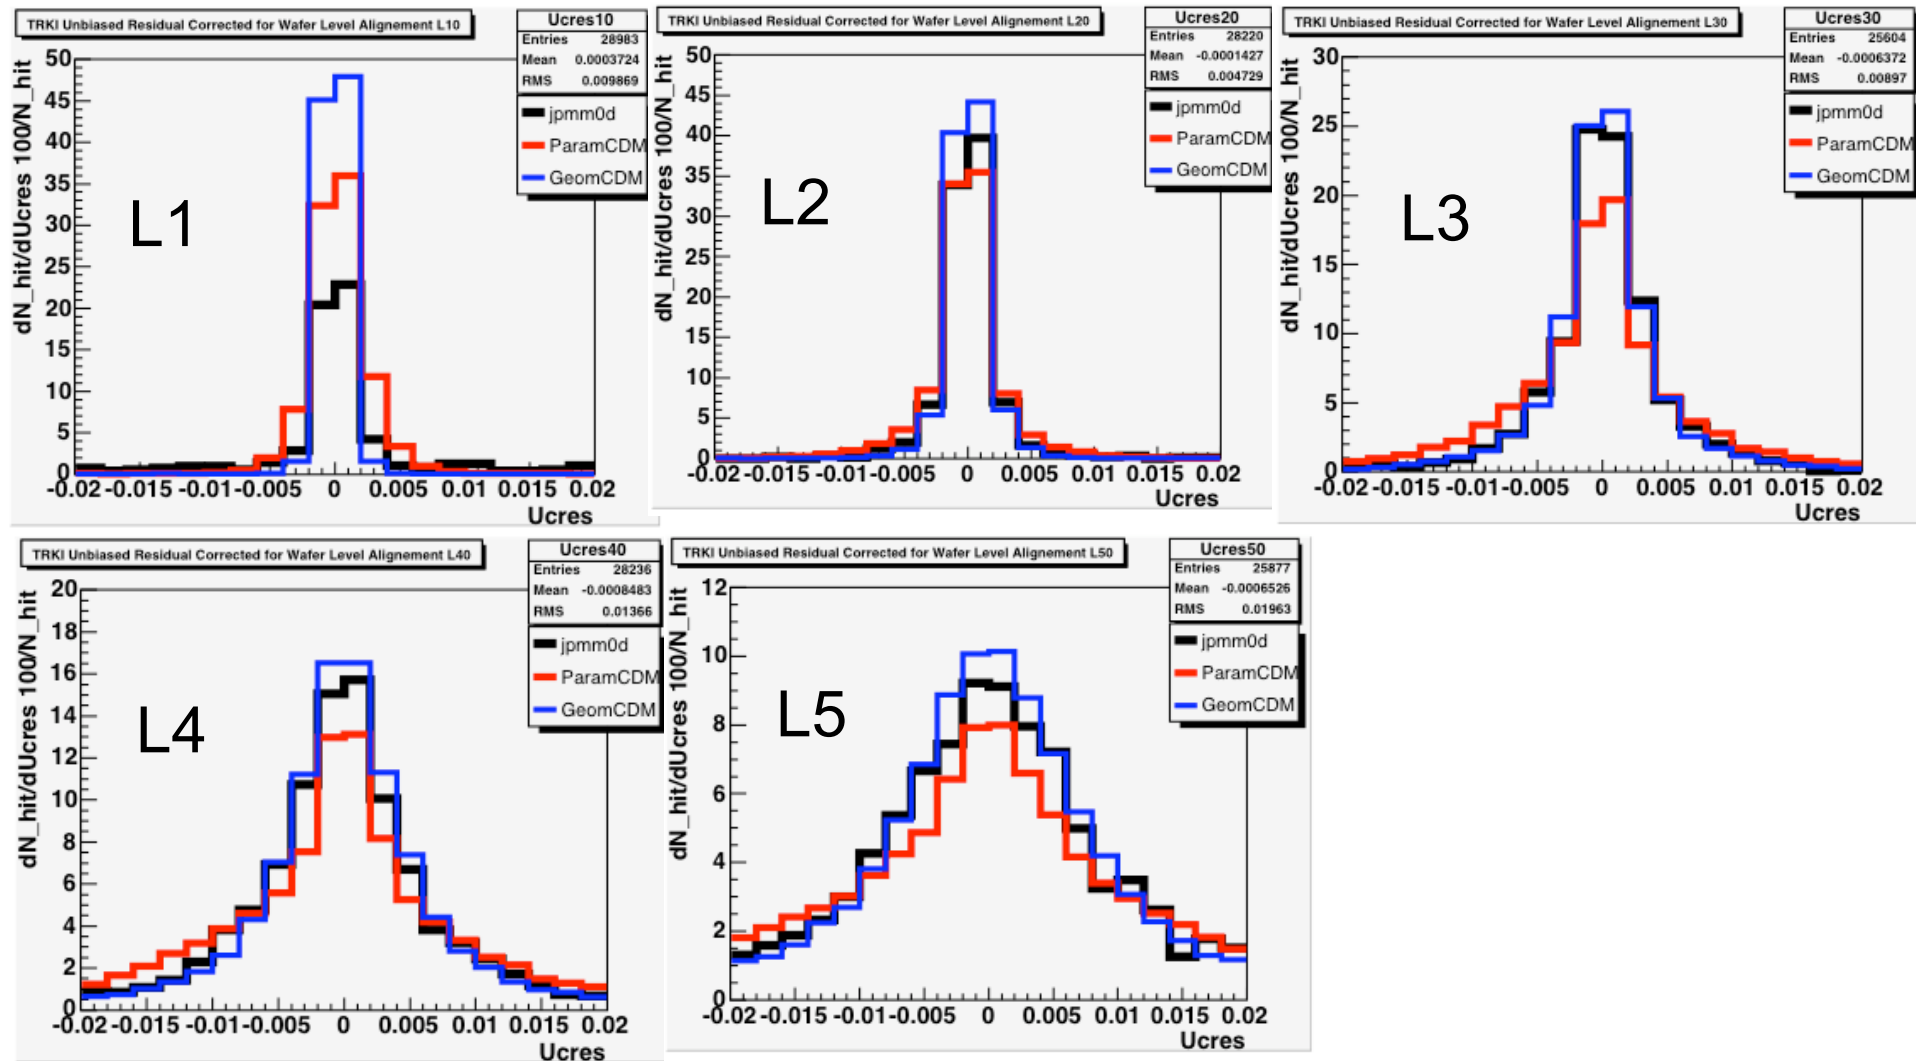 TRKI Unbiased Residual Corrected for Wafer Level Alignement L10
Ucres10
Entries 28983
Mean 0.0003724
RMS 0.009869
jpmm0d
ParamCDM
GeomCDM
L1
dN_hit/dUcres 100/N_hit
50
45
40
35
30
25
20
15
10
5
0
-0.02 -0.015 -0.01 -0.005 0 0.005 0.01 0.015 0.02
Ucres
TRKI Unbiased Residual Corrected for Wafer Level Alignement L20
Ucres20
Entries 28220
Mean -0.0001427
RMS 0.004729
jpmm0d
ParamCDM
GeomCDM
L2
dN_hit/dUcres 100/N_hit
50
45
40
35
30
25
20
15
10
5
0
-0.02 -0.015 -0.01 -0.005 0 0.005 0.01 0.015 0.02
Ucres
TRKI Unbiased Residual Corrected for Wafer Level Alignement L30
Ucres30
Entries 25604
Mean -0.0006372
RMS 0.00897
jpmm0d
ParamCDM
GeomCDM
L3
dN_hit/dUcres 100/N_hit
30
25
20
15
10
5
0
-0.02 -0.015 -0.01 -0.005 0 0.005 0.01 0.015 0.02
Ucres
TRKI Unbiased Residual Corrected for Wafer Level Alignement L40
Ucres40
Entries 28236
Mean -0.0008483
RMS 0.01366
jpmm0d
ParamCDM
GeomCDM
L4
dN_hit/dUcres 100/N_hit
20
18
16
14
12
10
8
6
4
2
0
-0.02 -0.015 -0.01 -0.005 0 0.005 0.01 0.015 0.02
Ucres
TRKI Unbiased Residual Corrected for Wafer Level Alignement L50
Ucres50
Entries 25877
Mean -0.0006526
RMS 0.01963
jpmm0d
ParamCDM
GeomCDM
L5
dN_hit/dUcres 100/N_hit
12
10
8
6
4
2
0
-0.02 -0.015 -0.01 -0.005 0 0.005 0.01 0.015 0.02
Ucres